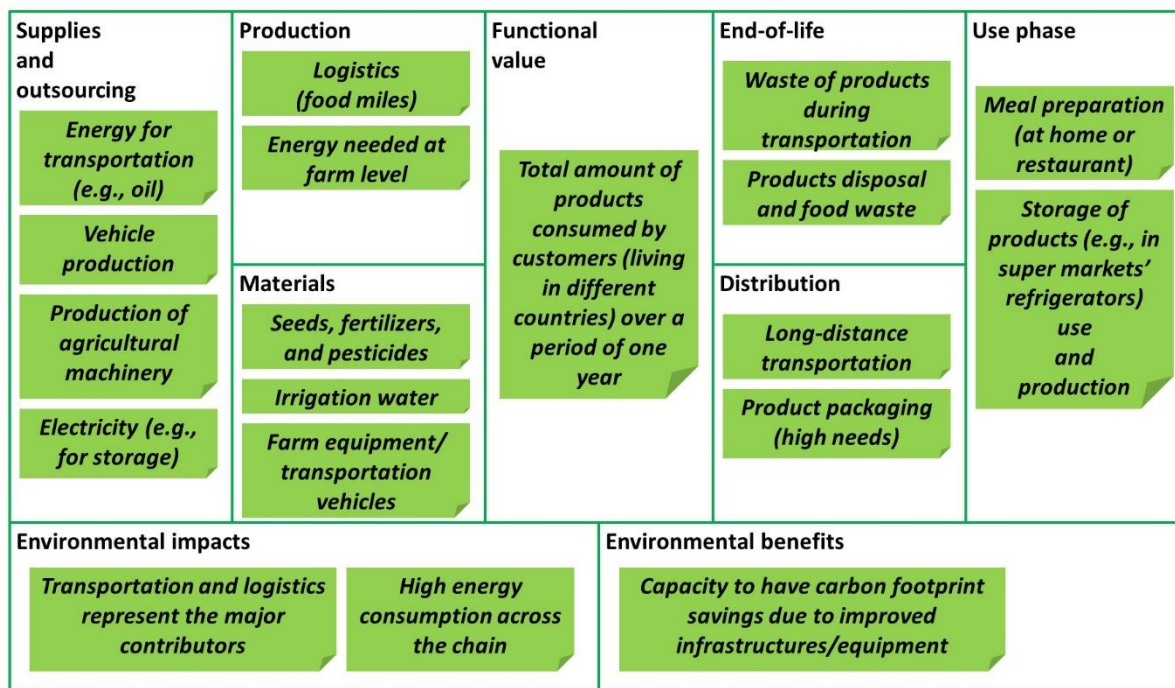 Supplies
and
outsourcing
Energy for
transportation
(e.g., oil)
Vehicle
production
Production of
agricultural
machinery
Electricity (e.g.,
for storage)
Production
Logistics
(food miles)
Energy needed at
farm level
Materials
Seeds, fertilizers,
and pesticides
Irrigation water
Farm equipment/
transportation
vehicles
Functional
value
Total amount of
products
consumed by
customers (living
in different
countries) over a
period of one
year
End-of-life
Waste of products
during
transportation
Products disposal
and food waste
Distribution
Long-distance
transportation
Product packaging
(high needs)
Use phase
Meal preparation
(at home or
restaurant)
Storage of
products (e.g., in
super markets’
refrigerators)
use
and
production
Environmental impacts
Transportation and logistics
represent the major
contributors
High energy
consumption across
the chain
Environmental benefits
Capacity to have carbon footprint
savings due to improved
infrastructures/equipment